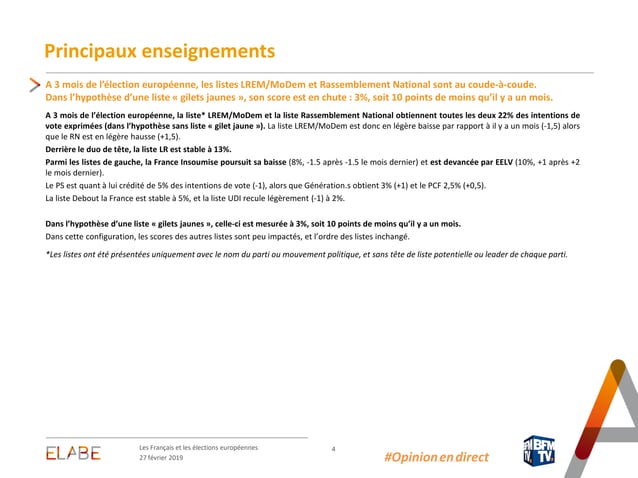 Principaux enseignements
A 3 mois de l'élection européenne, les listes LREM/MoDem et Rassemblement National sont au coude-à-coude.
Dans l'hypothèse d'une liste « gilets jaunes », son score est en chute : 3%, soit 10 points de moins qu'il y a un mois.
A 3 mois de l'élection européenne, la liste* LREM/MoDem et la liste Rassemblement National obtiennent toutes les deux 22% des intentions de
vote exprimées (dans l'hypothèse sans liste « gilet jaune »). La liste LREM/MoDem est donc en légère baisse par rapport à il y a un mois (-1,5) alors
que le RN est en légère hausse (+1,5).
Derrière le duo de tête, la liste LR est stable à 13%.
Parmi les listes de gauche, la France Insoumise poursuit sa baisse (8%, -1.5 après -1.5 le mois dernier) et est devancée par EELV (10%, +1 après +2
le mois dernier).
Le PS est quant à lui crédité de 5% des intentions de vote (-1), alors que Génération.s obtient 3% (+1) et le PCF 2,5% (+0,5).
La liste Debout la France est stable à 5%, et la liste UDI recule légèrement (-1) à 2%.
Dans l'hypothèse d'une liste « gilets jaunes », celle-ci est mesurée à 3%, soit 10 points de moins qu'il y a un mois.
Dans cette configuration, les scores des autres listes sont peu impactés, et l'ordre des listes inchangé.
*Les listes ont été présentées uniquement avec le nom du parti ou mouvement politique, et sans tête de liste potentielle ou leader de chaque parti.
ELABE
Les Français et les élections européennes
27 février 2019
4
#Opinionendirect
BFM
TV.